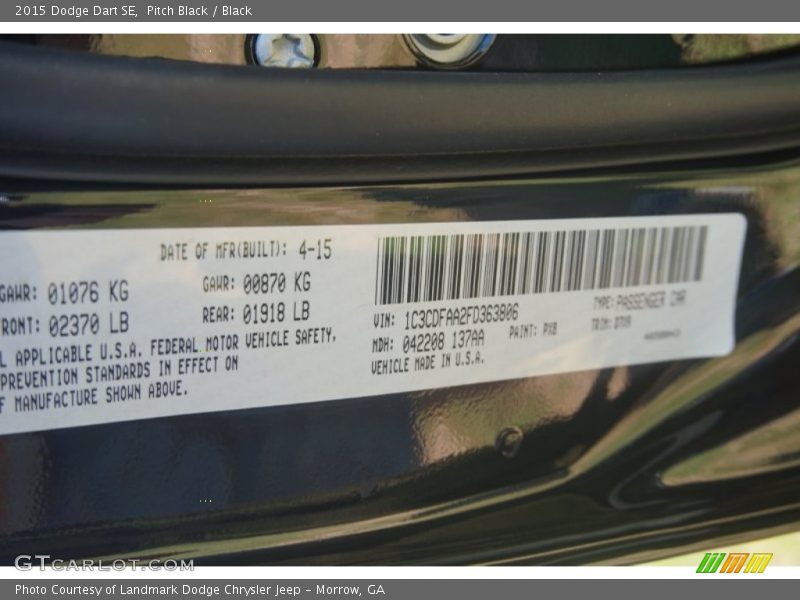 2015 Dodge Dart SE, Pitch Black / Black
DATE OF MFR(BUILT): 4-15
GAWR: 01076 KG GAWR: 00870 KG
RONT: 02370 LB REAR: 01918 LB
L APPLICABLE U.S.A. FEDERAL MOTOR VEHICLE SAFETY,
PREVENTION STANDARDS IN EFFECT ON
F MANUFACTURE SHOWN ABOVE.
VIN: 1C3CDFAA2FD363806 TYPE: PASSENGER CAR
MDH: 042208 137AA PAINT: PXB TRIM:
VEHICLE MADE IN U.S.A.
GTCARLOT.COM
Photo Courtesy of Landmark Dodge Chrysler Jeep – Morrow, GA